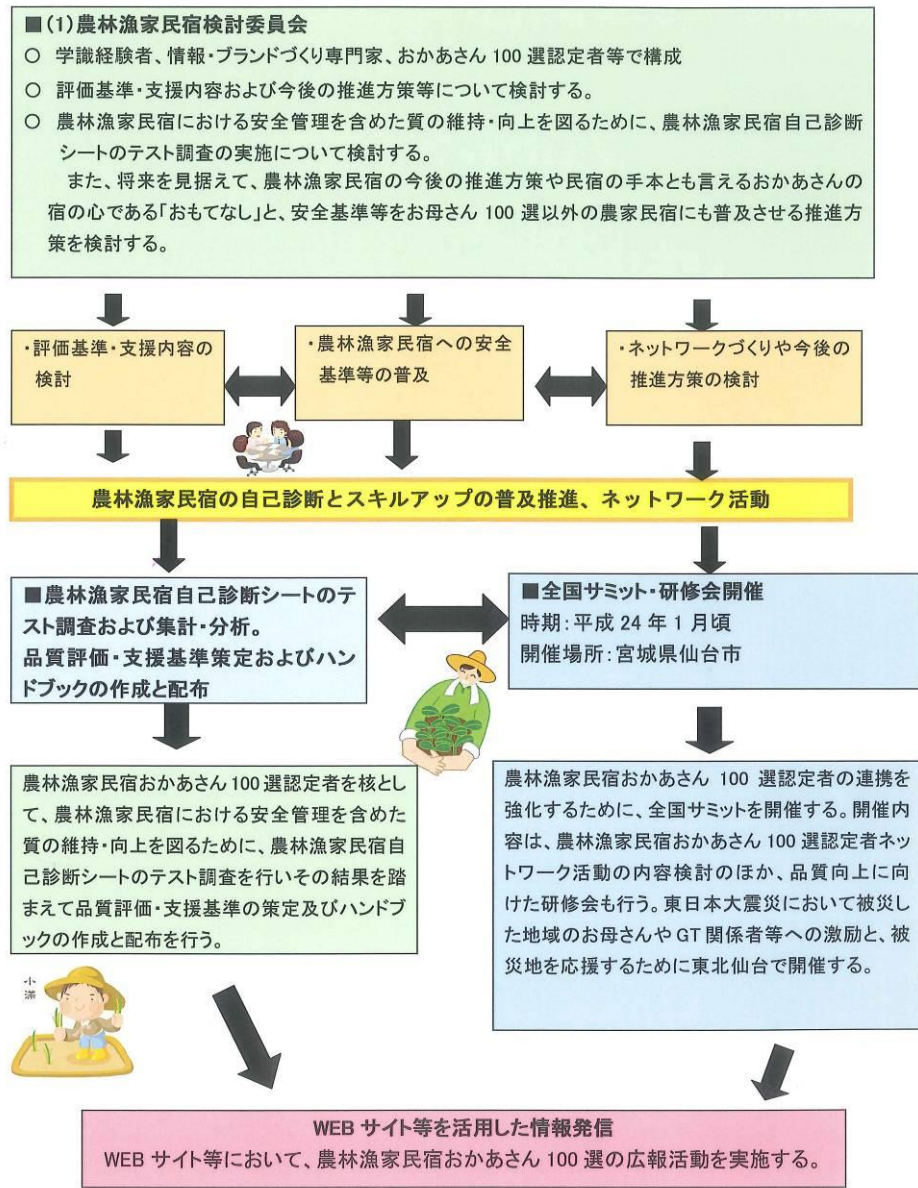 ■(1)農林漁家民宿検討委員会
○ 学識経験者、情報・ブランドづくり専門家、おかあさん100選認定者等で構成
○ 評価基準・支援内容および今後の推進方策等について検討する。
○ 農林漁家民宿における安全管理を含めた質の維持・向上を図るために、農林漁家民宿自己診断
シートのテスト調査の実施について検討する。
また、将来を見据えて、農林漁家民宿の今後の推進方策や民宿の手本とも言えるおかあさんの
宿の心である「おもてなし」と、安全基準等をお母さん100選以外の農家民宿にも普及させる推進方
策を検討する。
・評価基準・支援内容の
検討
・農林漁家民宿への安全
基準等の普及
・ネットワークづくりや今後の
推進方策の検討
農林漁家民宿の自己診断とスキルアップの普及推進、ネットワーク活動
■農林漁家民宿自己診断シートのテ
スト調査および集計・分析。
品質評価・支援基準策定およびハン
ドブックの作成と配布
■全国サミット・研修会開催
時期:平成24年1月頃
開催場所:宮城県仙台市
農林漁家民宿おかあさん100選認定者を核とし
て、農林漁家民宿における安全管理を含めた
質の維持・向上を図るために、農林漁家民宿自
己診断シートのテスト調査を行いその結果を踏
まえて品質評価・支援基準の策定及びハンドブ
ックの作成と配布を行う。
農林漁家民宿おかあさん 100 選認定者の連携を
強化するために、全国サミットを開催する。開催内
容は、農林漁家民宿おかあさん100選認定者ネッ
トワーク活動の内容検討のほか、品質向上に向
けた研修会も行う。東日本大震災において被災し
た地域のお母さんやGT関係者等への激励と、被
災地を応援するために東北仙台で開催する。
小
満
WEBサイト等を活用した情報発信
WEBサイト等において、農林漁家民宿おかあさん100選の広報活動を実施する。